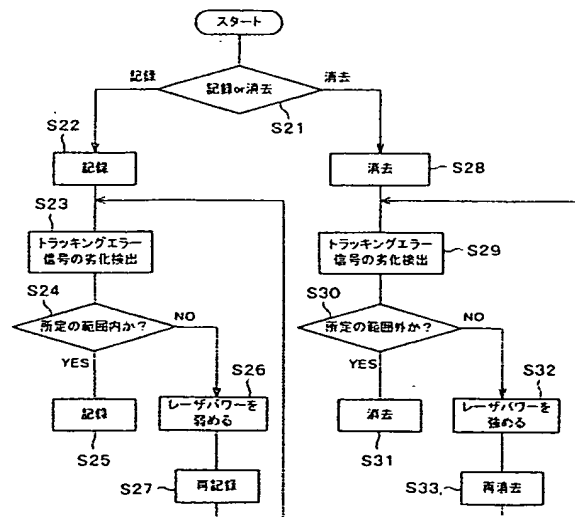 スタート
記録
消去
記録or消去
S21
S22
記録
消去
S28
S23
トラッキングエラー
信号の劣化検出
トラッキングエラー
信号の劣化検出
S29
S24
所定の範囲内か?
NO
YES
S30
所定の範囲外か?
NO
YES
S26
レーザパワーを
弱める
S32
レーザパワーを
強める
記録
S25
消去
S31
S27
再記録
S33
再消去